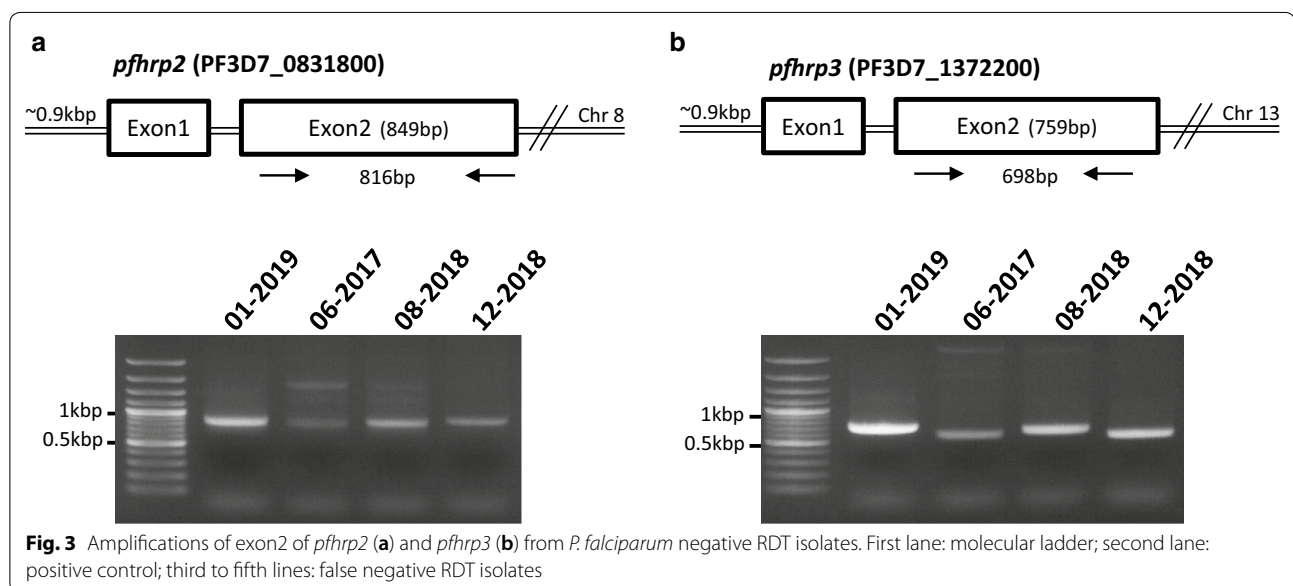 a
pfhrp2 (PF3D7_0831800)
~0.9kbp
Exon1
Exon2 (849bp)
Chr 8
816bp
01-2019
06-2017
08-2018
12-2018
1kbp
0.5kbp
b
pfhrp3 (PF3D7_1372200)
~0.9kbp
Exon1
Exon2 (759bp)
Chr 13
698bp
01-2019
06-2017
08-2018
12-2018
1kbp
0.5kbp
Fig. 3 Amplifications of exon2 of pfhrp2 (a) and pfhrp3 (b) from P. falciparum negative RDT isolates. First lane: molecular ladder; second lane:
positive control; third to fifth lines: false negative RDT isolates